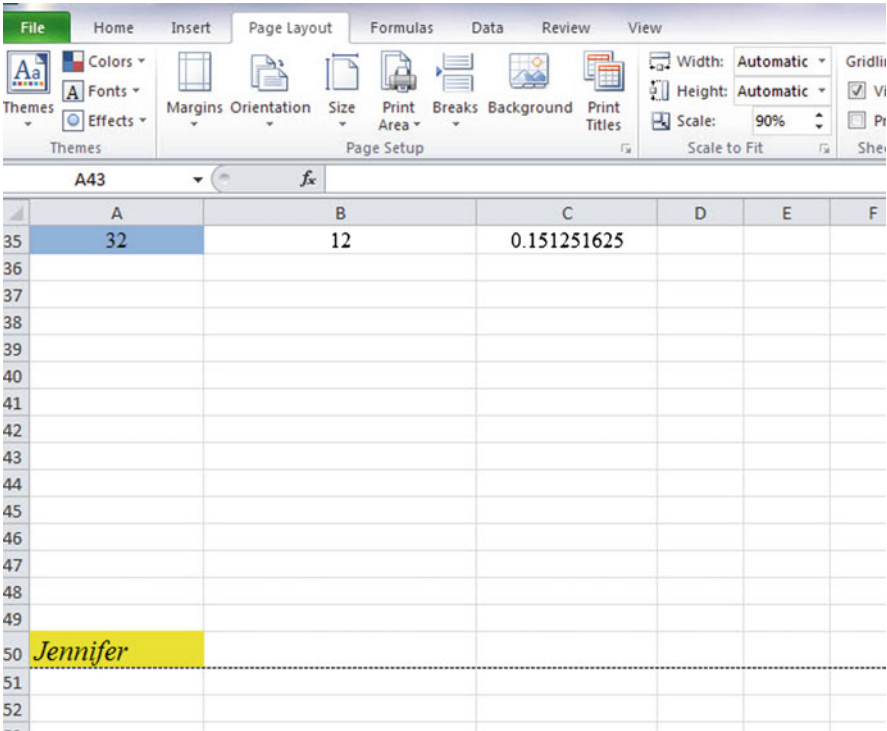 File Home Insert Page Layout Formulas Data Review View
Aa Themes
Colors
A Fonts
Effects
Themes
Margins Orientation Size Print Area Breaks Background Print Titles
Page Setup
Width: Automatic
Height: Automatic
Scale: 90%
Scale to Fit
A43 fx
A B C D E F
35 32 12 0.151251625
36
37
38
39
40
41
42
43
44
45
46
47
48
49
50 Jennifer
51
52